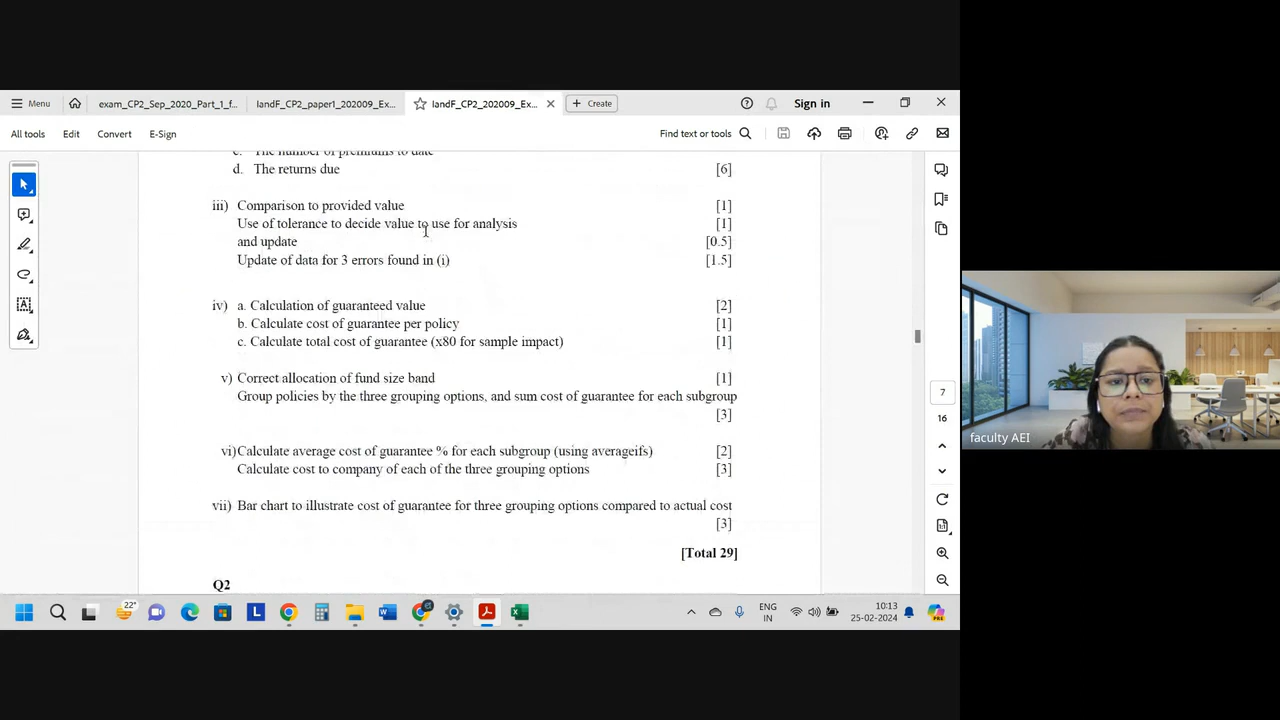 Menu
exam_CP2_Sep_2020_Part_1_f...
IandF_CP2_paper1_202009_Ex...
IandF_CP2_202009_Ex...
Create
Sign in
All tools
Edit
Convert
E-Sign
Find text or tools
c. The number of premiums to date
d. The returns due [6]
iii) Comparison to provided value [1]
Use of tolerance to decide value to use for analysis [1]
and update [0.5]
Update of data for 3 errors found in (i) [1.5]
iv) a. Calculation of guaranteed value [2]
b. Calculate cost of guarantee per policy [1]
c. Calculate total cost of guarantee (x80 for sample impact) [1]
v) Correct allocation of fund size band [1]
Group policies by the three grouping options, and sum cost of guarantee for each subgroup
[3]
vi) Calculate average cost of guarantee % for each subgroup (using averageifs) [2]
Calculate cost to company of each of the three grouping options [3]
vii) Bar chart to illustrate cost of guarantee for three grouping options compared to actual cost
[3]
[Total 29]
Q2
7
16
faculty AEI
22°
L
ENG
IN
10:13
25-02-2024
PRE